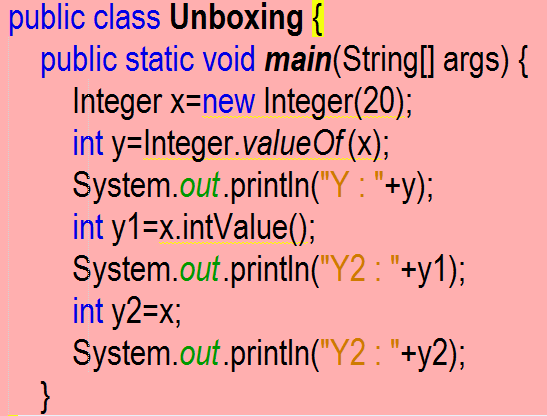 public class Unboxing {
public static void main(String[] args) {
Integer x=new Integer(20);
int y=Integer.valueOf(x);
System.out.println("Y : "+y);
int y1=x.intValue();
System.out.println("Y2 : "+y1);
int y2=x;
System.out.println("Y2 : "+y2);
}